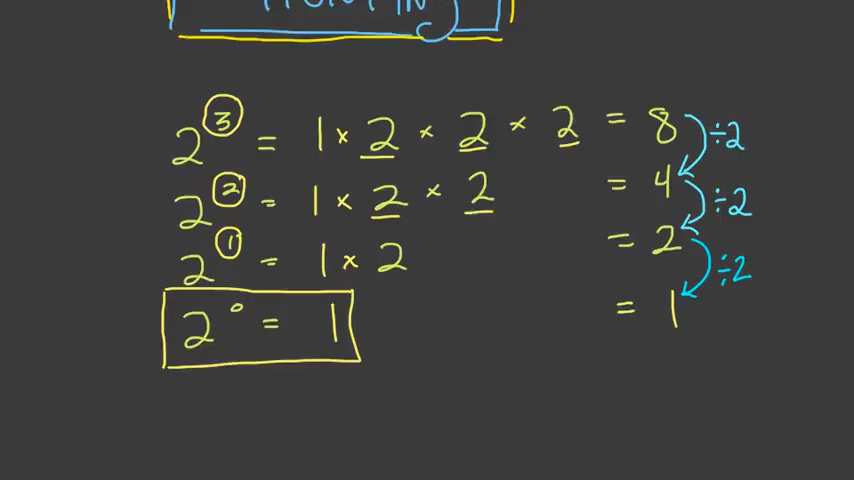 2³ = 1 × 2 × 2 × 2 = 8 ÷2
2² = 1 × 2 × 2 = 4 ÷2
2¹ = 1 × 2 = 2 ÷2
2⁰ = 1 = 1